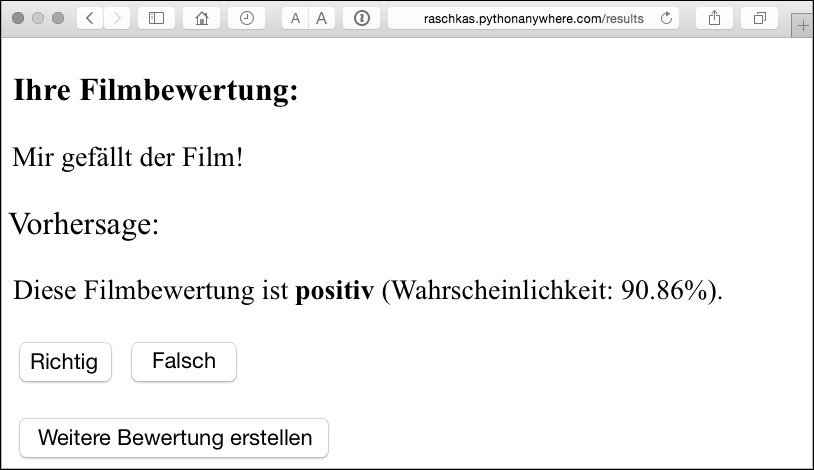 A A raschkas.pythonanywhere.com/results
Ihre Filmbewertung:
Mir gefällt der Film!
Vorhersage:
Diese Filmbewertung ist positiv (Wahrscheinlichkeit: 90.86%).
Richtig Falsch
Weitere Bewertung erstellen